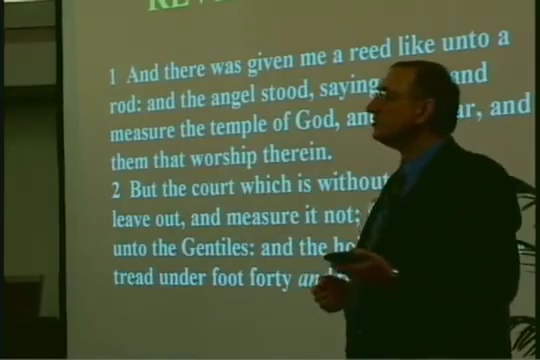 1 And there was given me a reed like unto a
rod: and the angel stood, saying and
measure the temple of God, and and
them that worship therein.
2 But the court which is without
leave out, and measure it not;
unto the Gentiles: and the
tread under foot forty